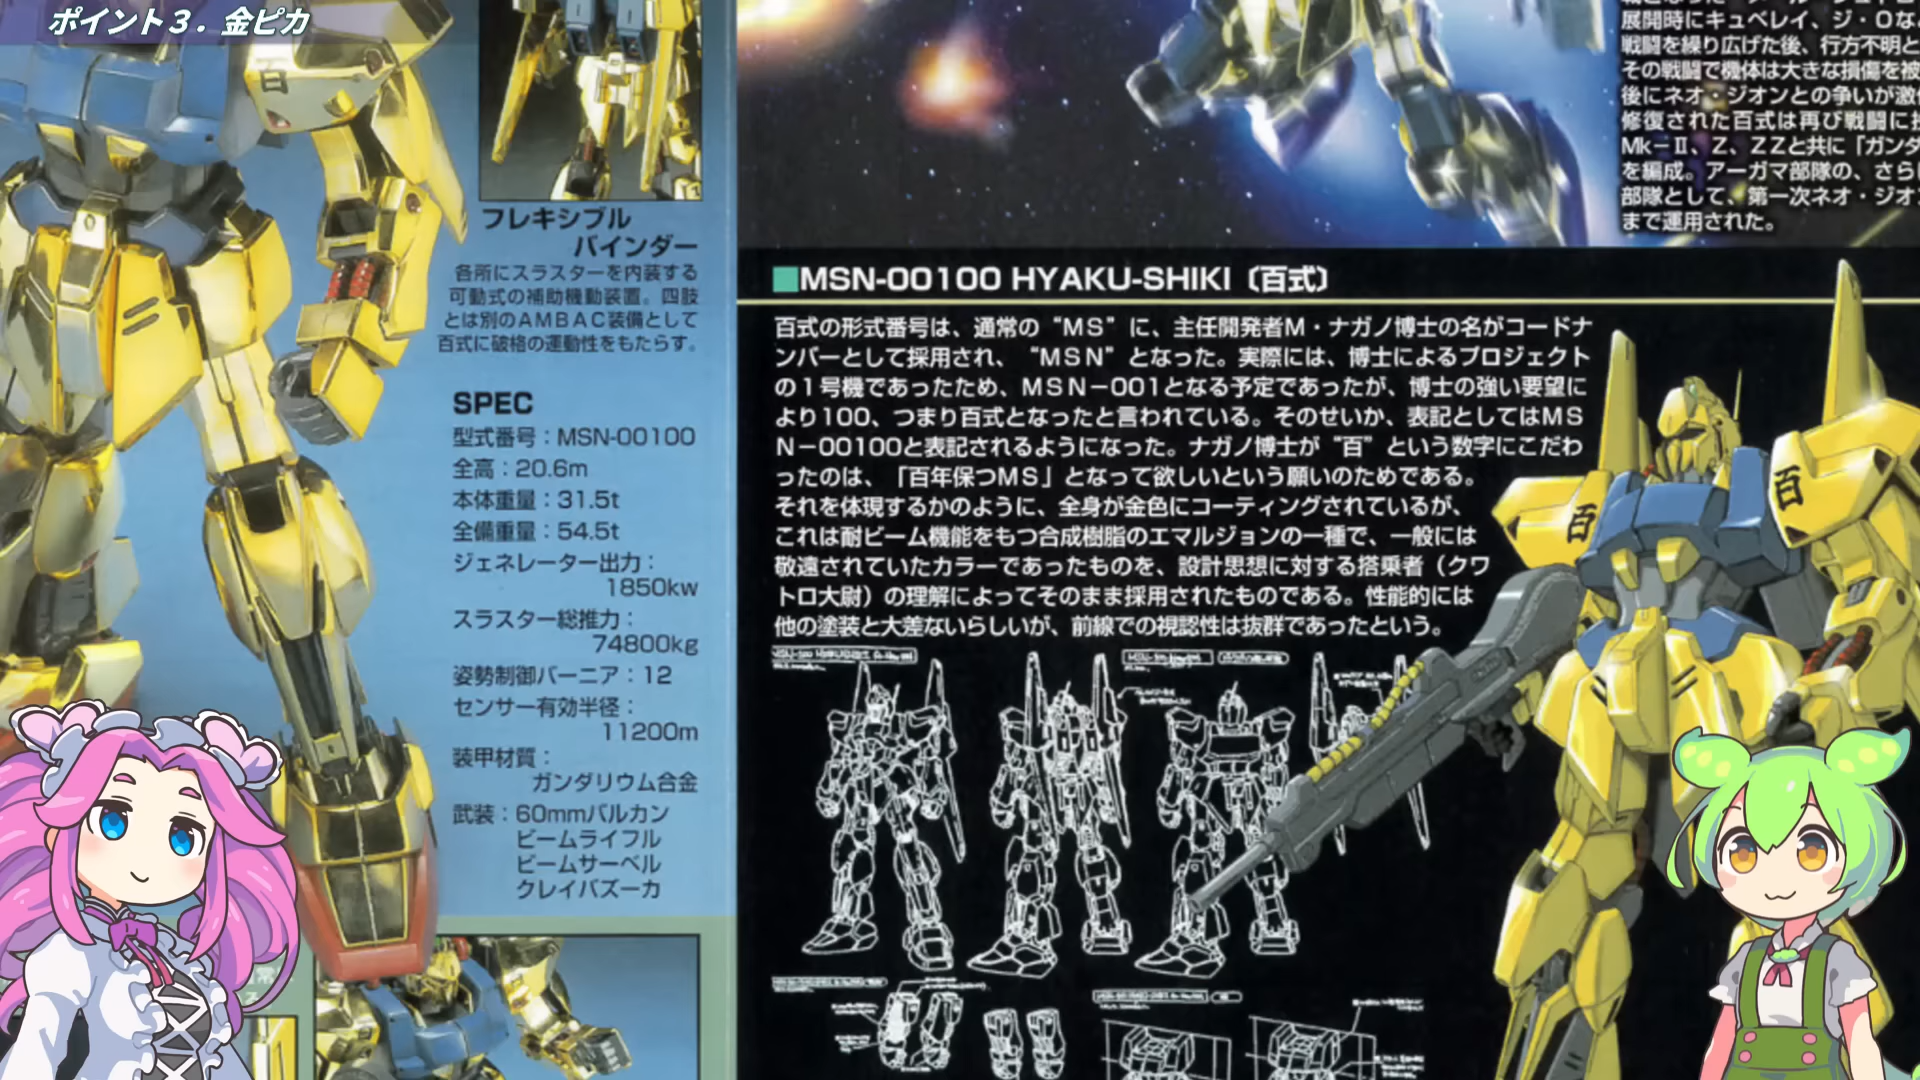 ポイント3．金ピカ
百
フレキシブル
バインダー
各所にスラスターを内装する
可動式の補助機動装置。四肢
とは別のAMBAC装備として
百式に破格の運動性をもたらす。
SPEC
型式番号：MSN-00100
全高：20.6m
本体重量：31.5t
全備重量：54.5t
ジェネレーター出力：
1850kw
スラスター総推力：
74800kg
姿勢制御バーニア：12
センサー有効半径：
11200m
装甲材質：
ガンダリウム合金
武装：60mmバルカン
ビームライフル
ビームサーベル
クレイバズーカ
展開時にキュベレイ、ジ・Oな
戦闘を繰り広げた後、行方不明と
その戦闘で機体は大きな損傷を被
後にネオ・ジオンとの争いが激
修復された百式は再び戦闘に
Mk-Ⅱ、Z、ZZと共に「ガンダ
を編成。アーガマ部隊の、さら
部隊として、第一次ネオ・ジオ
まで運用された。
■MSN-00100 HYAKU-SHIKI〔百式〕
百式の形式番号は、通常の“MS”に、主任開発者M・ナガノ博士の名がコードナ
ンバーとして採用され、“MSN”となった。実際には、博士によるプロジェクト
の1号機であったため、MSN－001となる予定であったが、博士の強い要望に
より100、つまり百式となったと言われている。そのせいか、表記としてはMS
N－00100と表記されるようになった。ナガノ博士が“百”という数字にこだわ
ったのは、「百年保つMS」となって欲しいという願いのためである。
それを体現するかのように、全身が金色にコーティングされているが、
これは耐ビーム機能をもつ合成樹脂のエマルジョンの一種で、一般には
敬遠されていたカラーであったものを、設計思想に対する搭乗者（クワ
トロ大尉）の理解によってそのまま採用されたものである。性能的には
他の塗装と大差ないらしいが、前線での視認性は抜群であったという。
百
百